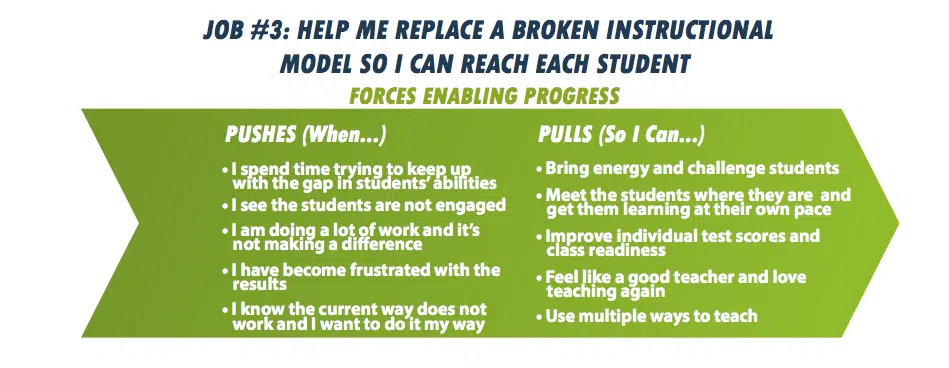 JOB #3: HELP ME REPLACE A BROKEN INSTRUCTIONAL
MODEL SO I CAN REACH EACH STUDENT
FORCES ENABLING PROGRESS
PUSHES (When...)
• I spend time trying to keep up
with the gap in students' abilities
• I see the students are not engaged
• I am doing a lot of work and it's
not making a difference
• I have become frustrated with the
results
• I know the current way does not
work and I want to do it my way
PULLS (So I Can...)
• Bring energy and challenge students
• Meet the students where they are and
get them learning at their own pace
• Improve individual test scores and
class readiness
• Feel like a good teacher and love
teaching again
• Use multiple ways to teach